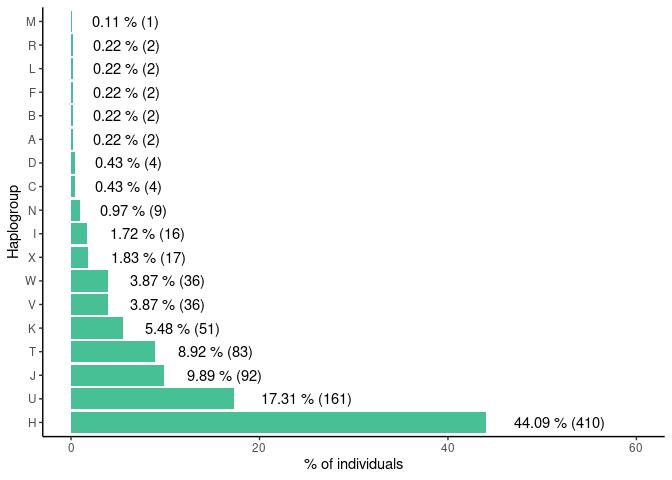 M 0.11 % (1)
R 0.22 % (2)
L 0.22 % (2)
F 0.22 % (2)
B 0.22 % (2)
A 0.22 % (2)
D 0.43 % (4)
C 0.43 % (4)
N 0.97 % (9)
I 1.72 % (16)
X 1.83 % (17)
W 3.87 % (36)
V 3.87 % (36)
K 5.48 % (51)
T 8.92 % (83)
J 9.89 % (92)
U 17.31 % (161)
H 44.09 % (410)
Haplogroup
0 20 40 60
% of individuals